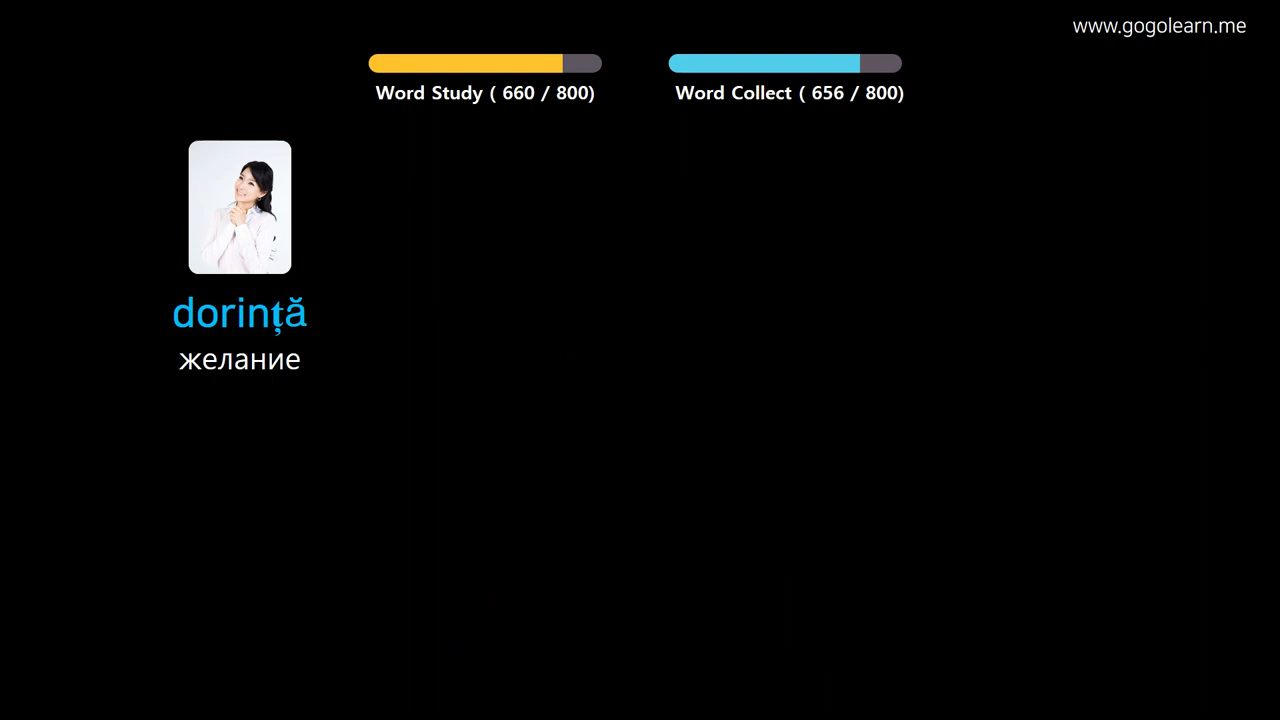 www.gogolearn.me
Word Study ( 660 / 800)
Word Collect ( 656 / 800)
dorință
желание